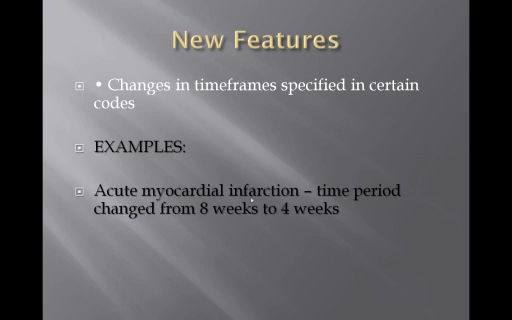 New Features
• Changes in timeframes specified in certain
codes
EXAMPLES:
Acute myocardial infarction – time period
changed from 8 weeks to 4 weeks